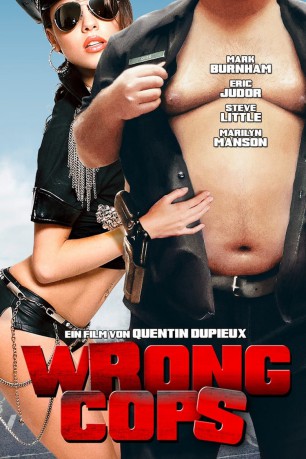 MARK
BURNHAM
ERIC
JUDOR
STEVE
LITTLE
MARILYN
MANSON
EIN FILM VON QUENTIN DUPIEUX
WRONG
COPS